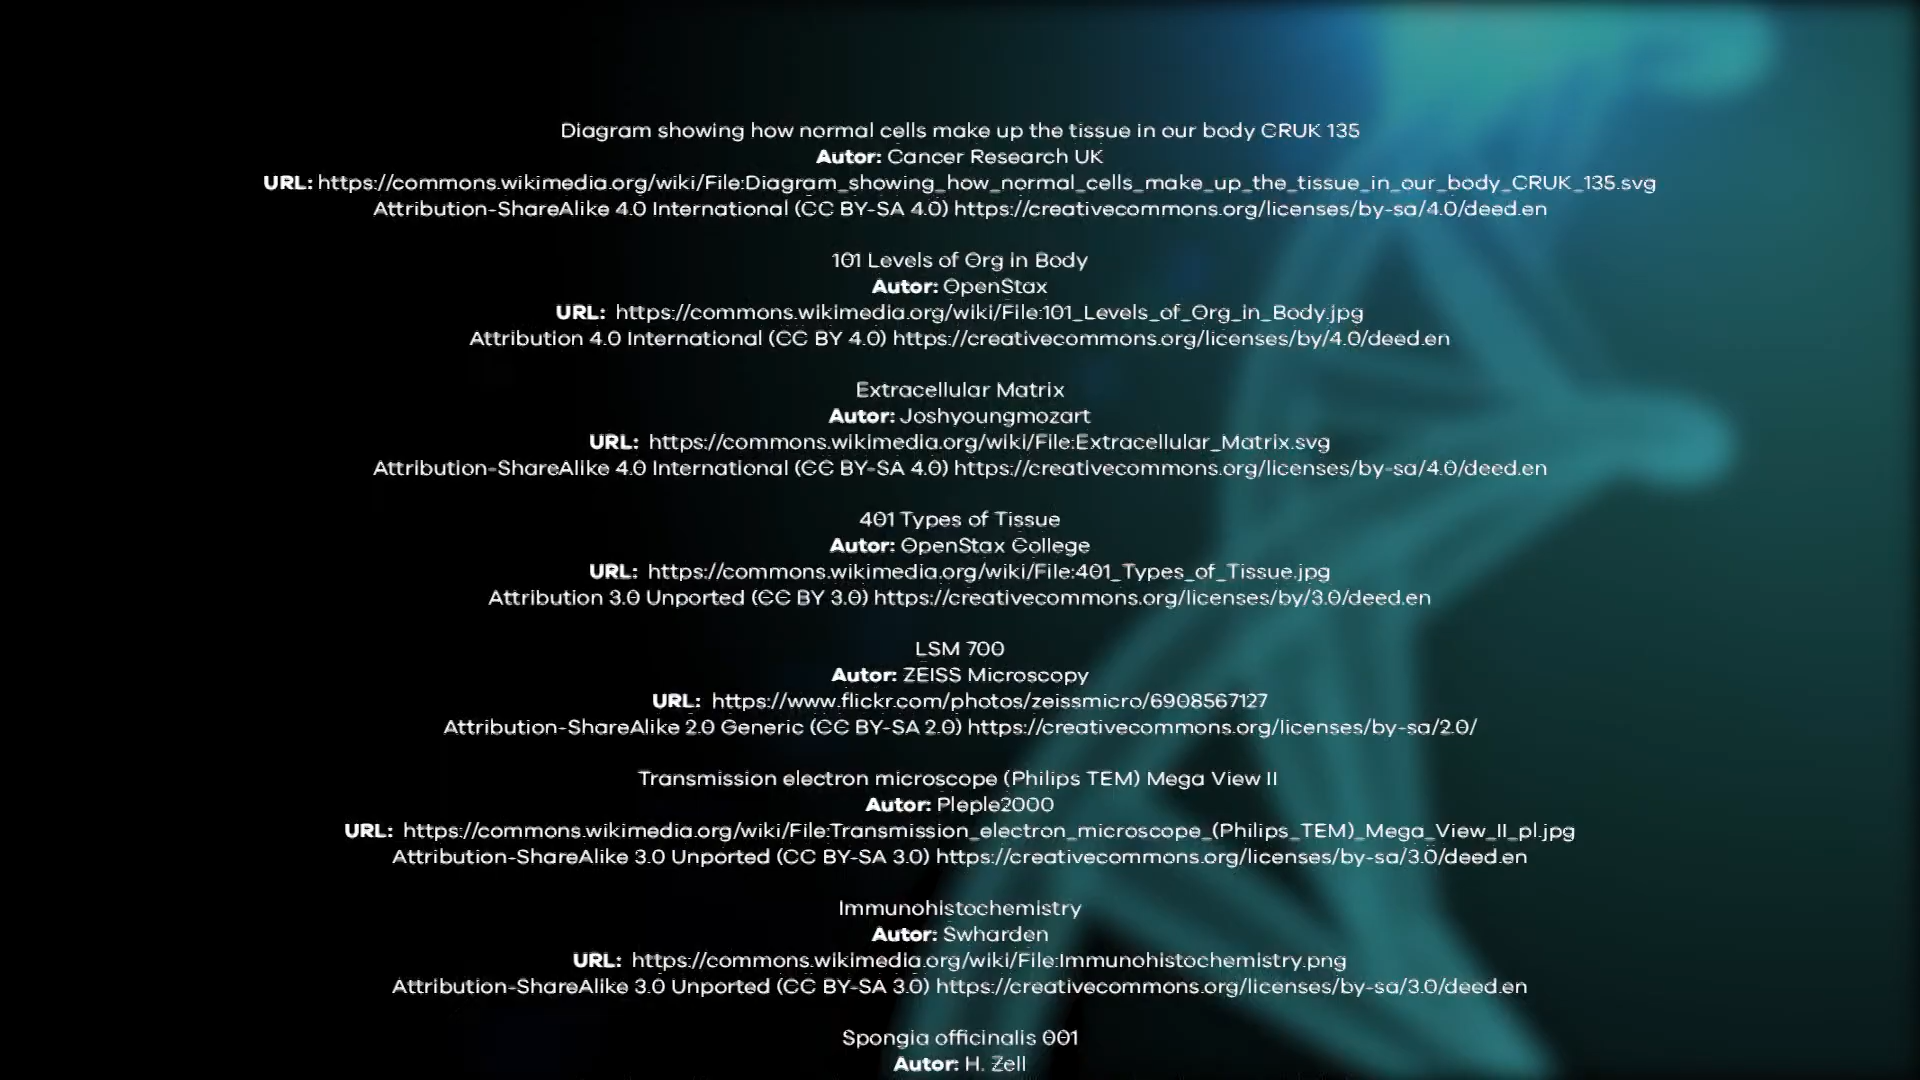 Diagram showing how normal cells make up the tissue in our body CRUK 135
Autor: Cancer Research UK
URL: https://commons.wikimedia.org/wiki/File:Diagram_showing_how_normal_cells_make_up_the_tissue_in_our_body_CRUK_135.svg
Attribution-ShareAlike 4.0 International (CC BY-SA 4.0) https://creativecommons.org/licenses/by-sa/4.0/deed.en
101 Levels of Org in Body
Autor: OpenStax
URL: https://commons.wikimedia.org/wiki/File:101_Levels_of_Org_in_Body.jpg
Attribution 4.0 International (CC BY 4.0) https://creativecommons.org/licenses/by/4.0/deed.en
Extracellular Matrix
Autor: Joshyoungmozart
URL: https://commons.wikimedia.org/wiki/File:Extracellular_Matrix.svg
Attribution-ShareAlike 4.0 International (CC BY-SA 4.0) https://creativecommons.org/licenses/by-sa/4.0/deed.en
401 Types of Tissue
Autor: OpenStax College
URL: https://commons.wikimedia.org/wiki/File:401_Types_of_Tissue.jpg
Attribution 3.0 Unported (CC BY 3.0) https://creativecommons.org/licenses/by/3.0/deed.en
LSM 700
Autor: ZEISS Microscopy
URL: https://www.flickr.com/photos/zeissmicro/6908567127
Attribution-ShareAlike 2.0 Generic (CC BY-SA 2.0) https://creativecommons.org/licenses/by-sa/2.0/
Transmission electron microscope (Philips TEM) Mega View II
Autor: Pleple2000
URL: https://commons.wikimedia.org/wiki/File:Transmission_electron_microscope_(Philips_TEM)_Mega_View_II_pl.jpg
Attribution-ShareAlike 3.0 Unported (CC BY-SA 3.0) https://creativecommons.org/licenses/by-sa/3.0/deed.en
Immunohistochemistry
Autor: Swharden
URL: https://commons.wikimedia.org/wiki/File:Immunohistochemistry.png
Attribution-ShareAlike 3.0 Unported (CC BY-SA 3.0) https://creativecommons.org/licenses/by-sa/3.0/deed.en
Spongia officinalis 001
Autor: H. Zell